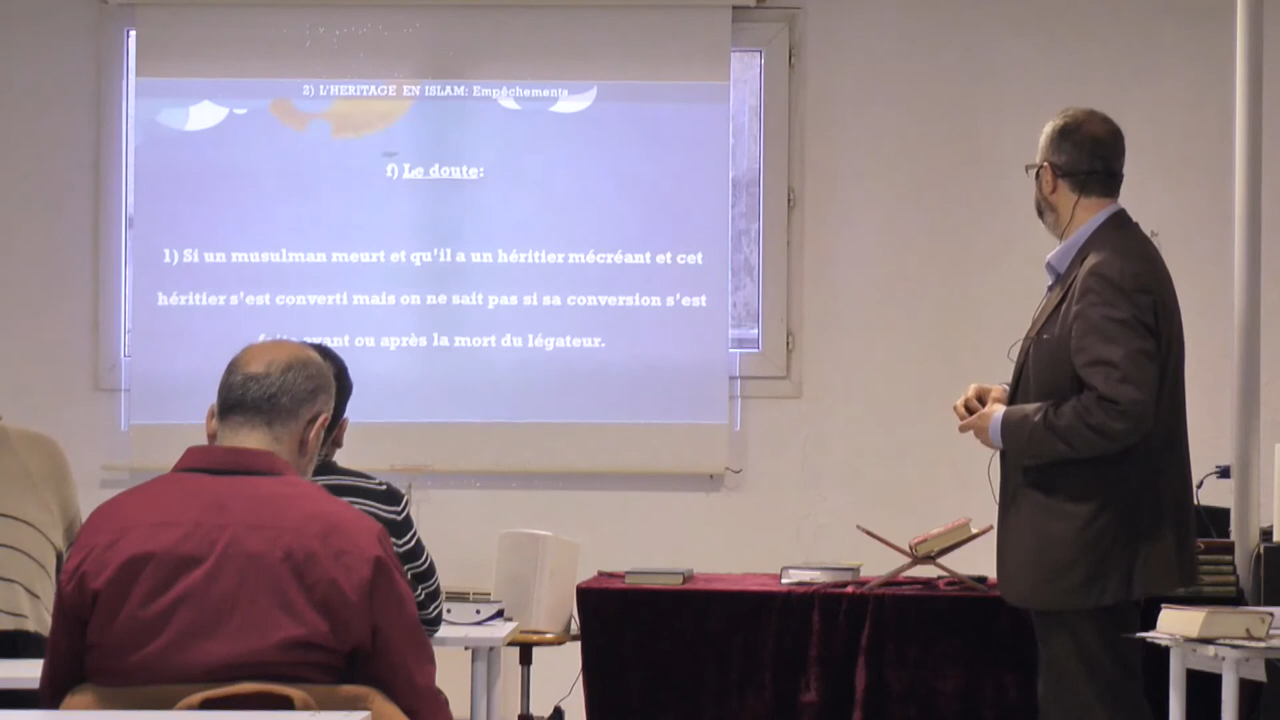 2) L'HERITAGE EN ISLAM: Empêchements
f) Le doute:
1) Si un musulman meurt et qu'il a un héritier mécréant et cet
héritier s'est converti mais on ne sait pas si sa conversion s'est
avant ou après la mort du légateur.